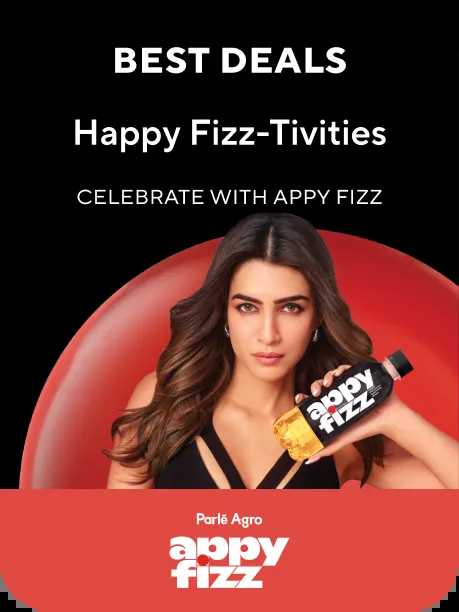 BEST DEALS
Happy Fizz-Tivities
CELEBRATE WITH APPY FIZZ
appy
fizz
Parlé Agro
appy
fizz